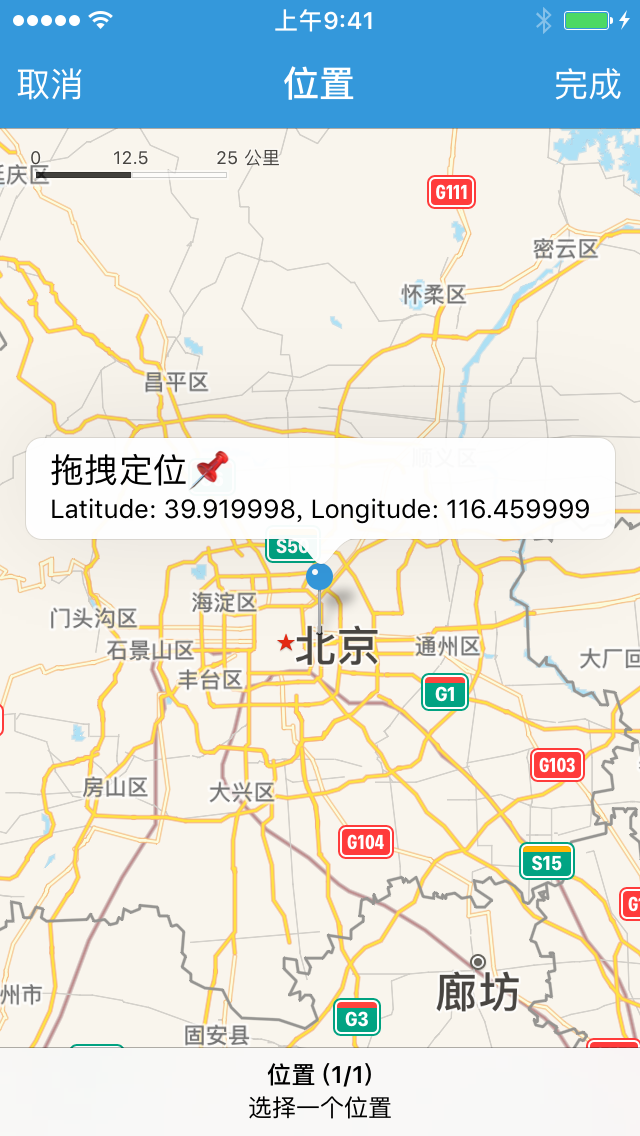 上午9:41
取消
位置
完成
0 12.5 25 公里
延庆区
G111
密云区
怀柔区
昌平区
顺义区
拖拽定位📌
Latitude: 39.919998, Longitude: 116.459999
S50
海淀区
门头沟区
北京
石景山区
通州区
大厂回
丰台区
G1
G103
房山区
大兴区
G104
S15
廊坊
州市
G3
固安县
位置 (1/1)
选择一个位置